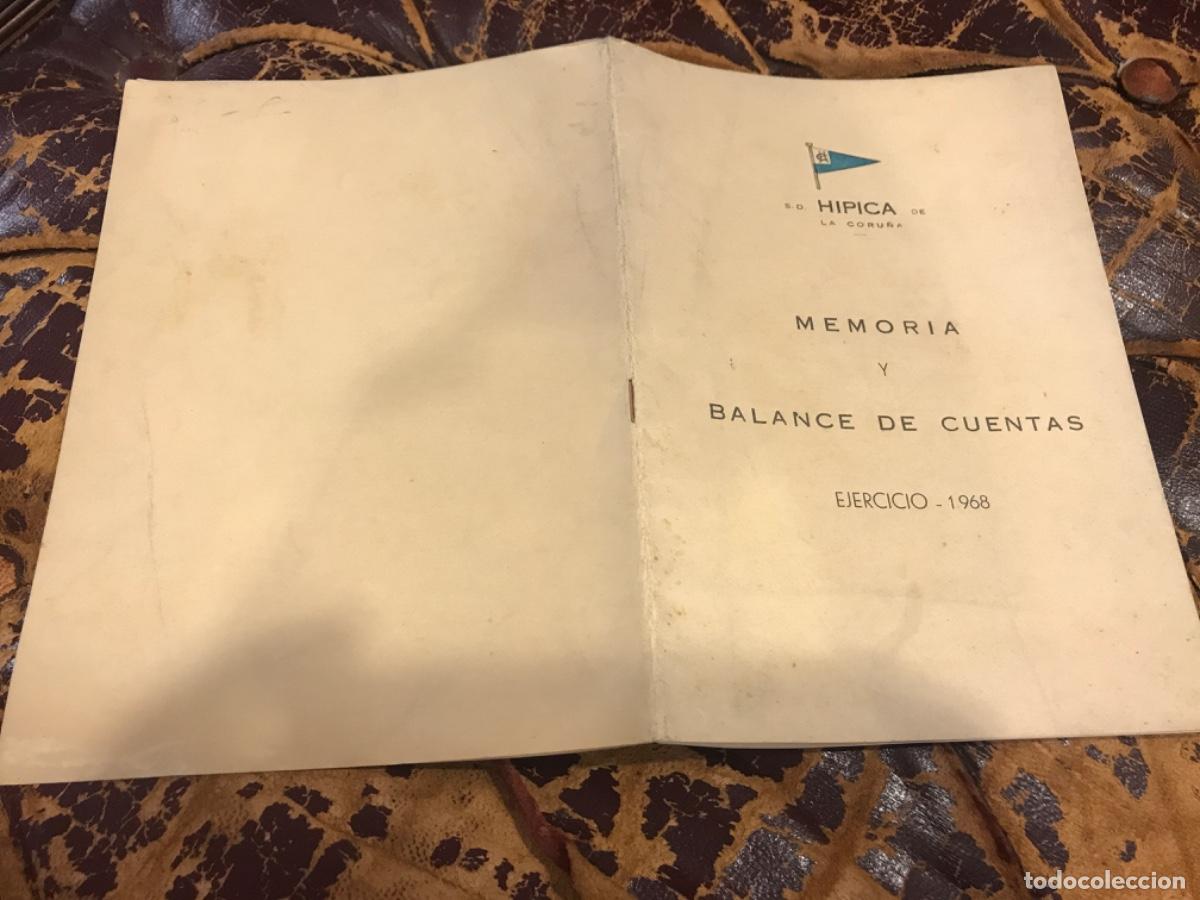 S.D. HIPICA DE
LA CORUÑA
MEMORIA
Y
BALANCE DE CUENTAS
EJERCICIO - 1968
todocoleccion